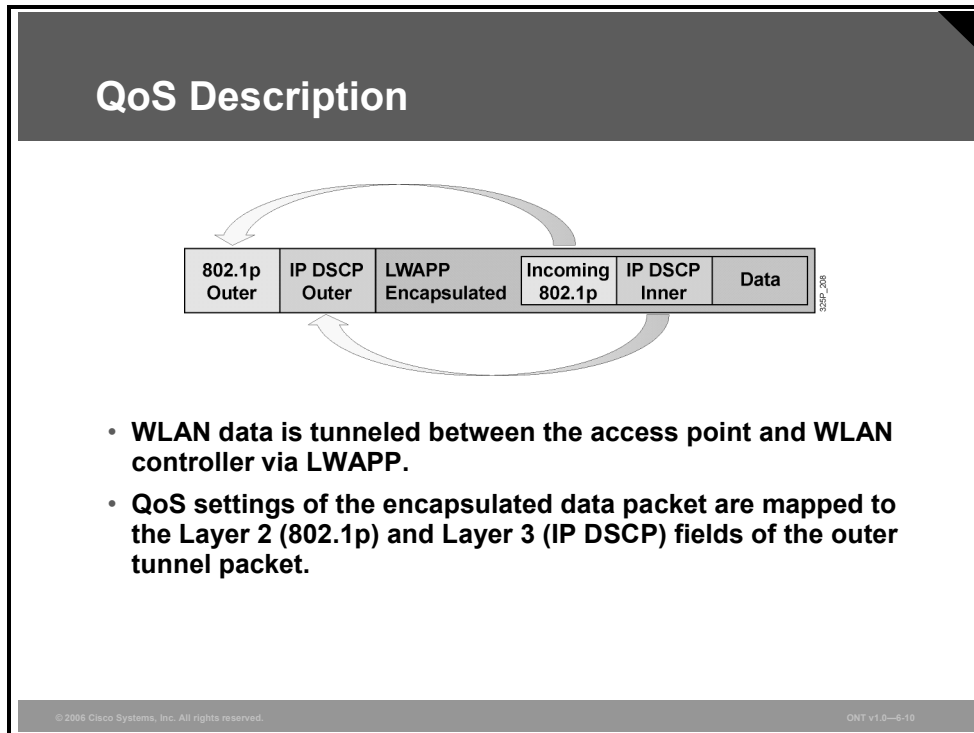 QoS Description
802.1p
Outer
IP DSCP
Outer
LWAPP
Encapsulated
Incoming
802.1p
IP DSCP
Inner
Data
325P_208
• WLAN data is tunneled between the access point and WLAN
controller via LWAPP.
• QoS settings of the encapsulated data packet are mapped to
the Layer 2 (802.1p) and Layer 3 (IP DSCP) fields of the outer
tunnel packet.
© 2006 Cisco Systems, Inc. All rights reserved.
ONT v1.0—6-10